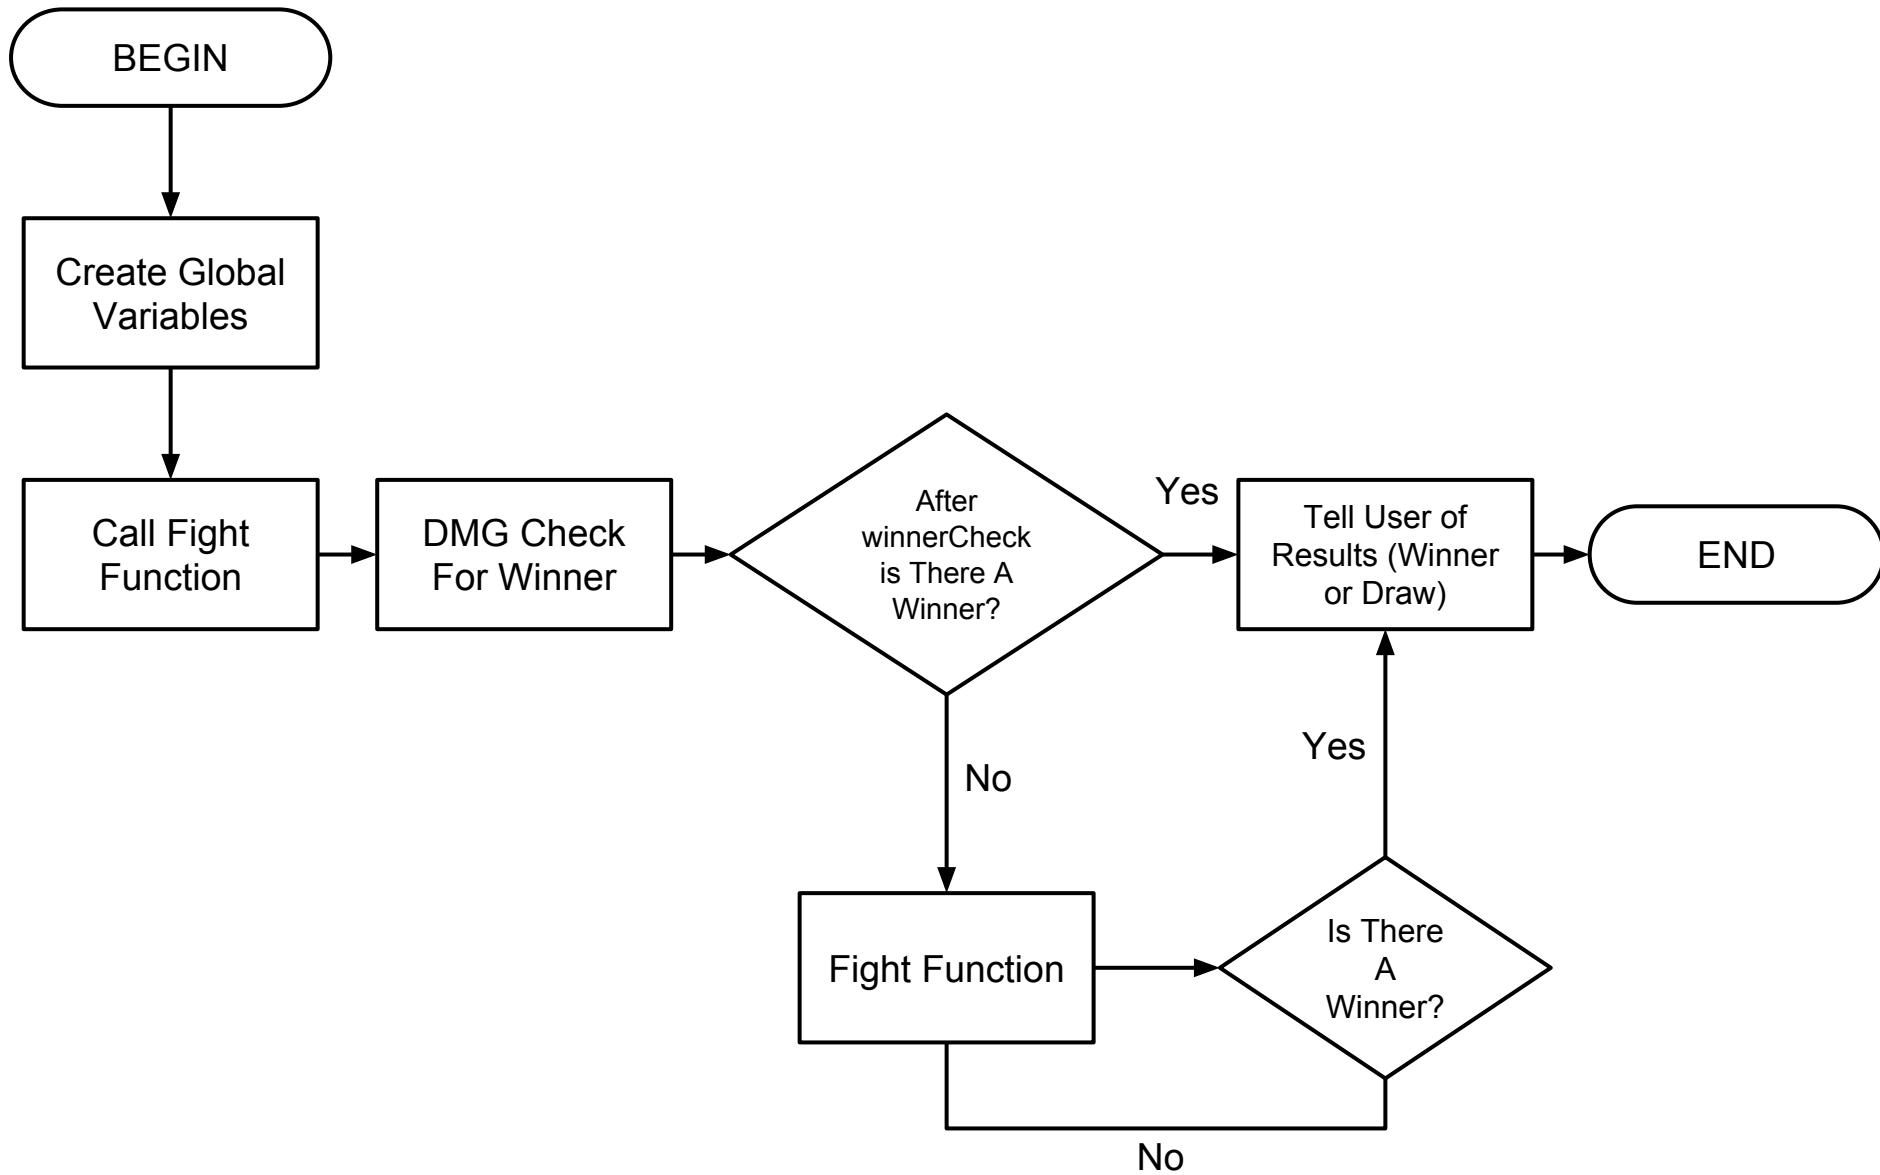 BEGIN
Create Global
Variables
Call Fight
Function
DMG Check
For Winner
After
winnerCheck
is There A
Winner?
Yes
Tell User of
Results (Winner
or Draw)
END
No
Yes
Fight Function
Is There
A
Winner?
No